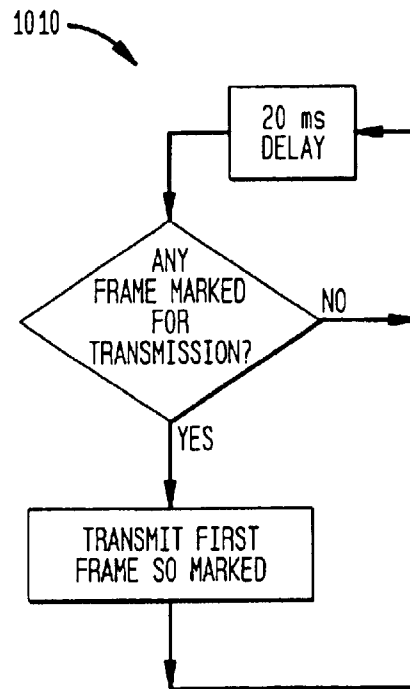 1010
20 ms
DELAY
ANY
FRAME MARKED
FOR
TRANSMISSION?
NO
YES
TRANSMIT FIRST
FRAME SO MARKED